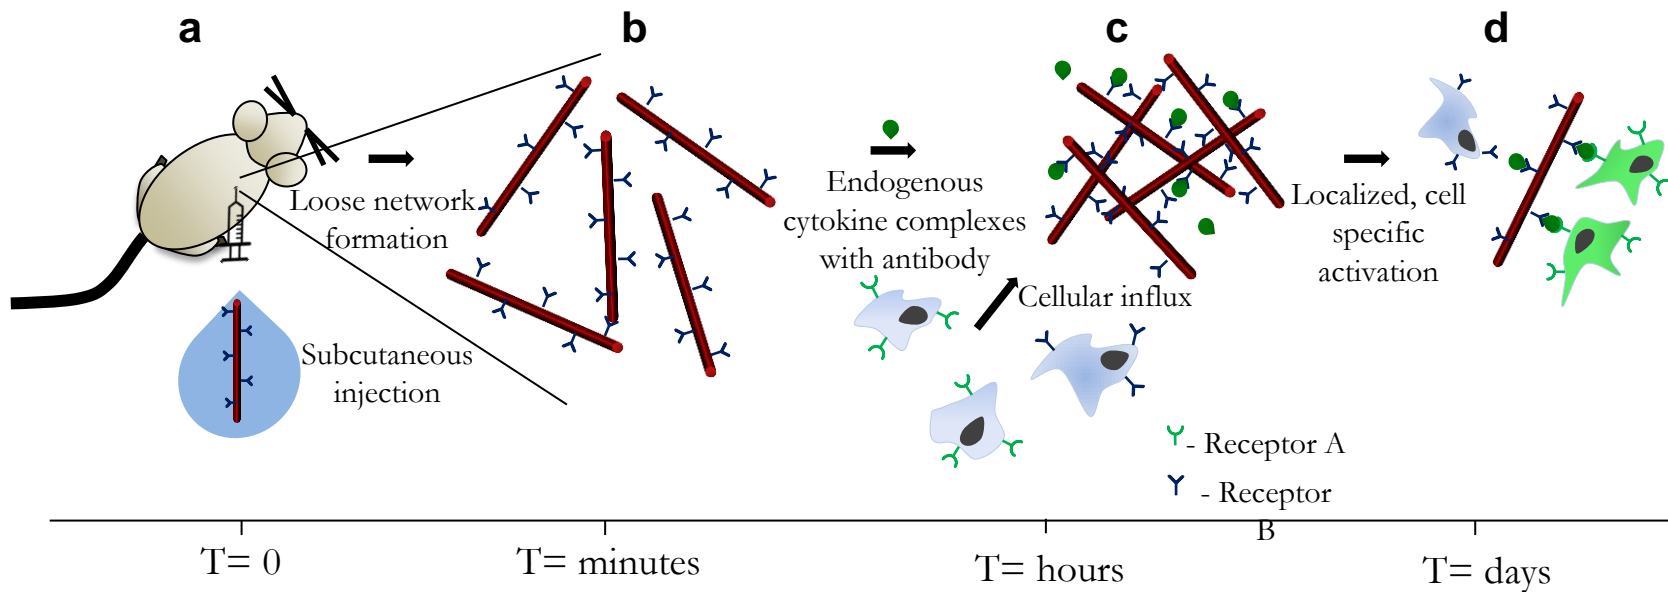 a
b
c
d
Loose network
formation
Subcutaneous
injection
Endogenous
cytokine complexes
with antibody
Cellular influx
Localized, cell
specific
activation
- Receptor A
- Receptor
B
T= 0
T= minutes
T= hours
T= days